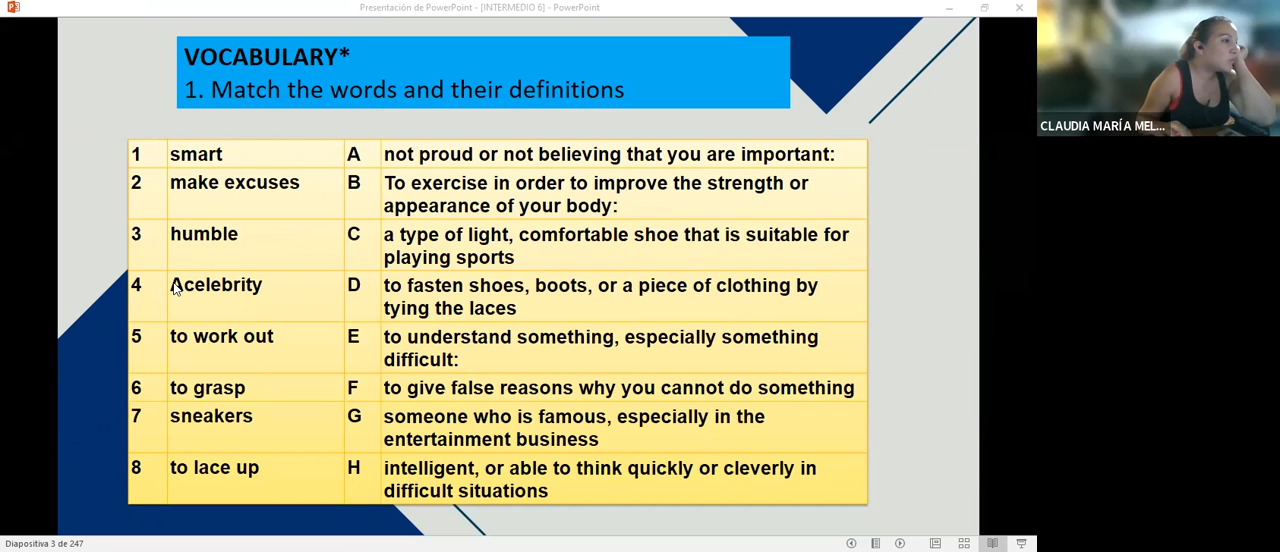 Presentación de PowerPoint - [INTERMEDIO 6] - PowerPoint
VOCABULARY*
1. Match the words and their definitions
1 smart A not proud or not believing that you are important:
2 make excuses B To exercise in order to improve the strength or
appearance of your body:
3 humble C a type of light, comfortable shoe that is suitable for
playing sports
4 Acelebrity D to fasten shoes, boots, or a piece of clothing by
tying the laces
5 to work out E to understand something, especially something
difficult:
6 to grasp F to give false reasons why you cannot do something
7 sneakers G someone who is famous, especially in the
entertainment business
8 to lace up H intelligent, or able to think quickly or cleverly in
difficult situations
CLAUDIA MARÍA MEL...
Diapositiva 3 de 247